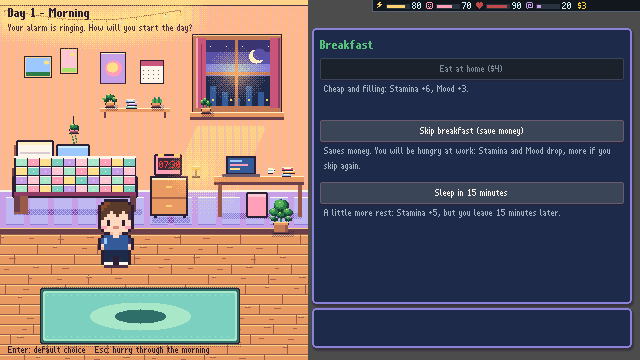 Day 1 - Morning
Your alarm is ringing. How will you start the day?
80 70 90 20 $3
07:30
Breakfast
Eat at home ($4)
Cheap and filling: Stamina +6, Mood +3.
Skip breakfast (save money)
Saves money. You will be hungry at work: Stamina and Mood drop, more if you
skip again.
Sleep in 15 minutes
A little more rest: Stamina +5, but you leave 15 minutes later.
Enter: default choice Esc: hurry through the morning